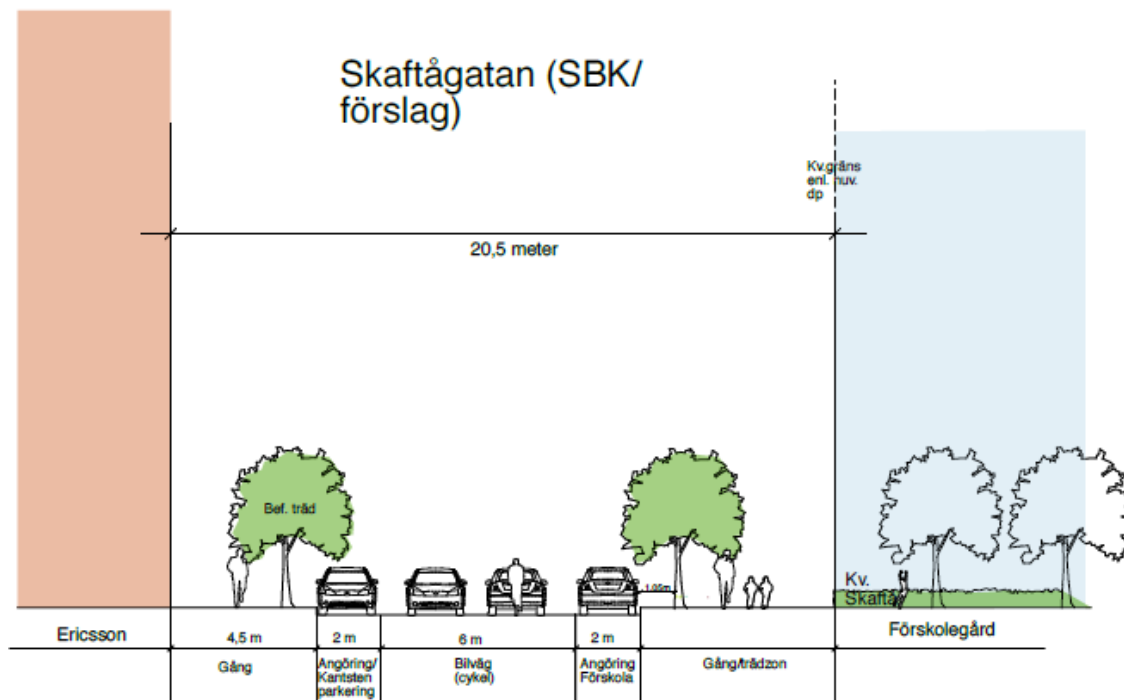 Skaftågatan (SBK/
förslag)
Kv.gräns
enl. nuv.
dp
20,5 meter
Bef. träd
1,05m
Kv.
Skaftå
Ericsson
4,5 m
2 m
6 m
2 m
Förskolegård
Gång
Angöring/
Kantsten
parkering
Bilväg
(cykel)
Angöring
Förskola
Gång/trädzon